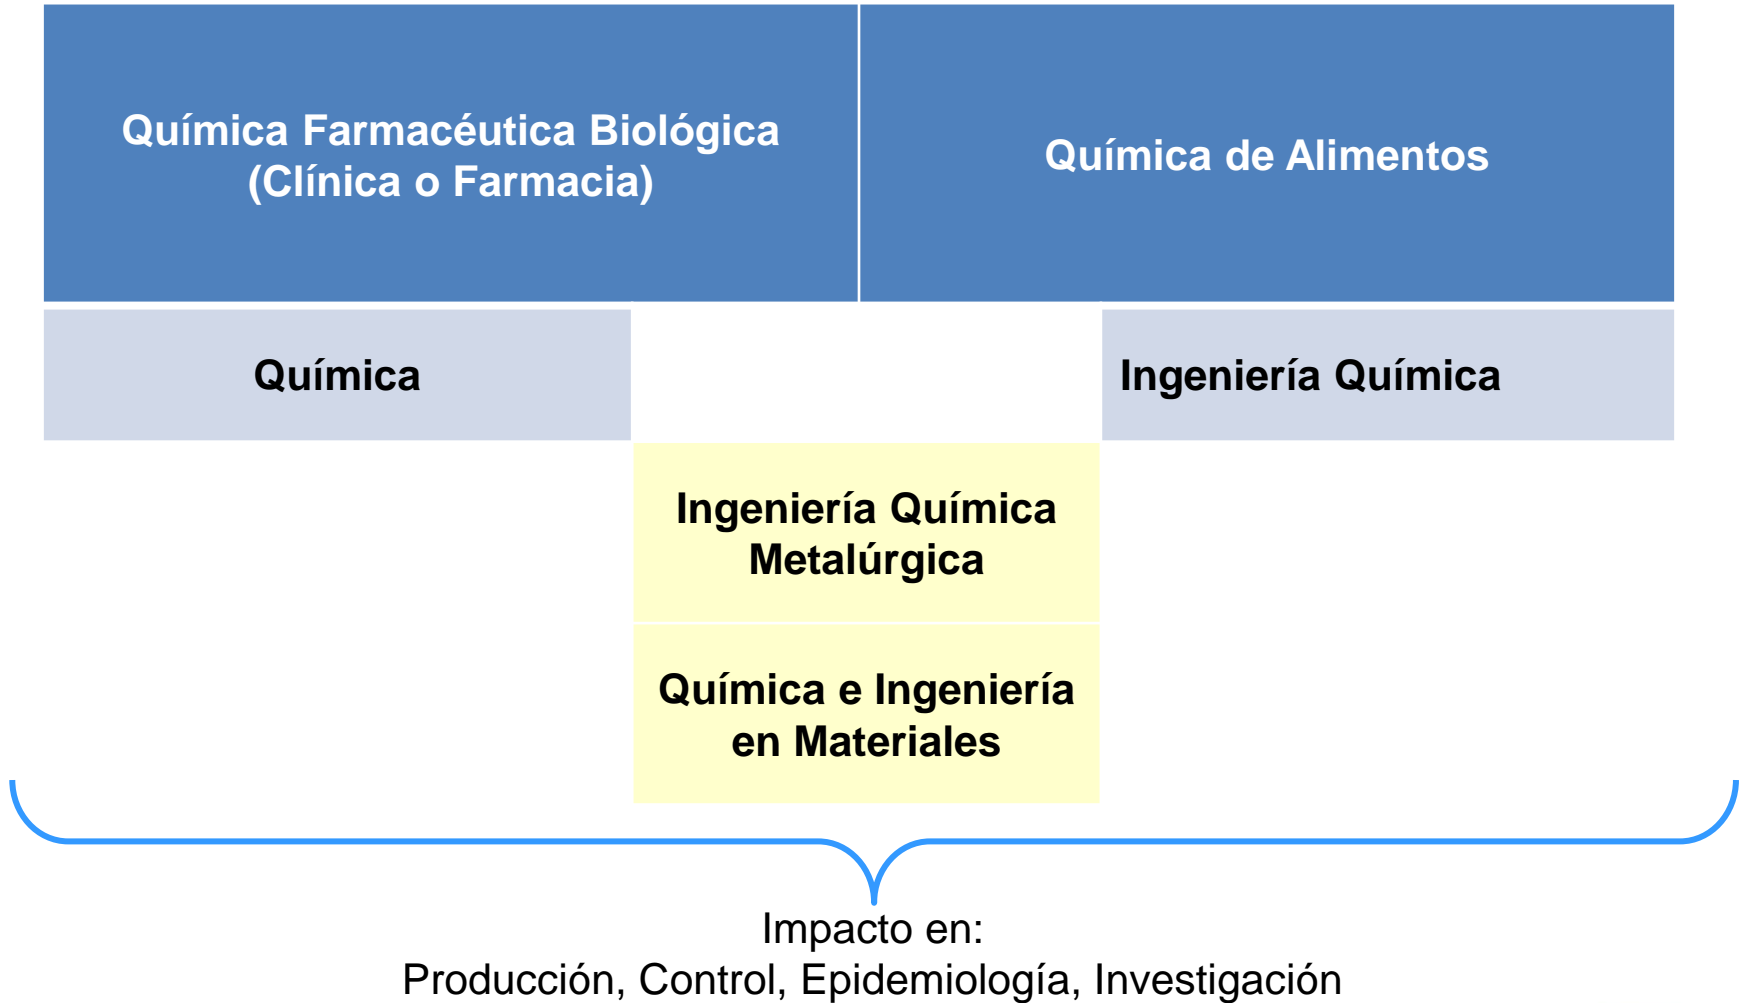 Química Farmacéutica Biológica
(Clínica o Farmacia)
Química de Alimentos
Química
Ingeniería Química
Ingeniería Química
Metalúrgica
Química e Ingeniería
en Materiales
Impacto en:
Producción, Control, Epidemiología, Investigación